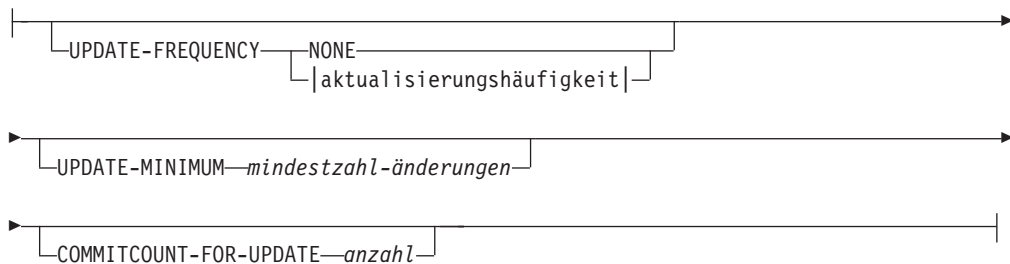 UPDATE-FREQUENCY NONE
|aktualisierungshäufigkeit|
UPDATE-MINIMUM mindestzahl-änderungen
COMMITCOUNT-FOR-UPDATE anzahl